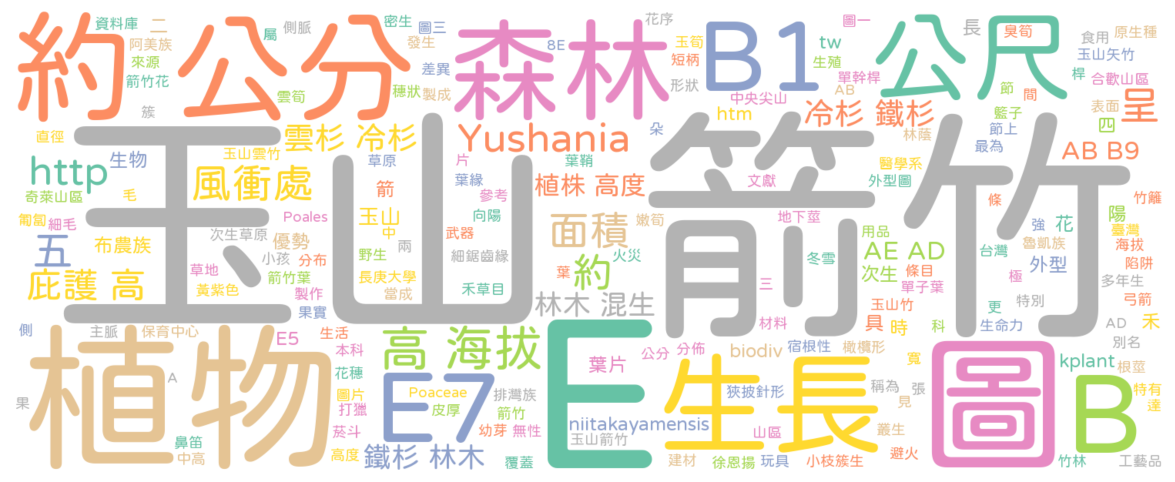 資料庫 二 側脈 密生 圖三 花序 圖一 長 臭筍 原生種
約 公分 森林 B1 公尺
阿美族 屬 發生 8E 玉筍 tw 食用 玉山矢竹
來源 差異 短柄 生殖 單幹桿 桿 合歡山區
箭竹花 雲筍 穗狀 製成 形狀 中央尖山 AB 節 間 呈
簇 htm 冷杉 鐵杉 籃子 表面 四
直徑 雲杉 冷杉 Yushania 朵 林蔭 節上 最為 AB B9
玉山箭竹
http 生物 玉山雲竹 草原 片 葉鞘 醫學系
奇萊山區 毛 風衝處 箭 葉緣 參考 植株 高度 文獻 外型圖 條 竹籬
匍匐 細毛 Poales 玉山 向陽 嫩筍 地下莖 陽 臺灣
五 布農族 次生草原 優勢 中 兩 武器 面積 用品 強 花 魯凱族
小孩 分布 野生 細鋸齒緣 約 火災 冬雪 AE AD 台灣 外型 海拔
庇護 高 草地 箭竹葉 長庚大學 葉 次生 條目 極 陷阱
黃紫色 製作 當成 禾草目 林木 混生 三 單子葉 更 特別 多年生
果實 材料 玉山竹 弓箭
側 主脈 保育中心 E5 生活 具 時 科 生命力 AD 禾
植物 本科 高 海拔 E 公分 分佈 biodiv 宿根性 橄欖形 別名
A 花穗 葉片 寬 圖 kplant 根莖
果 圖片 E7 Poaceae 排灣族 生長 狹披針形 稱為 張 B 特有
打獵 皮厚 箭竹 見 達
鼻笛 菸斗 幼芽 無性 niitakayamensis 叢生
中高 高度 鐵杉 林木 覆蓋 玉山箭竹 山區 避火
建材 徐恩揚 玩具 小枝簇生 竹林 工藝品